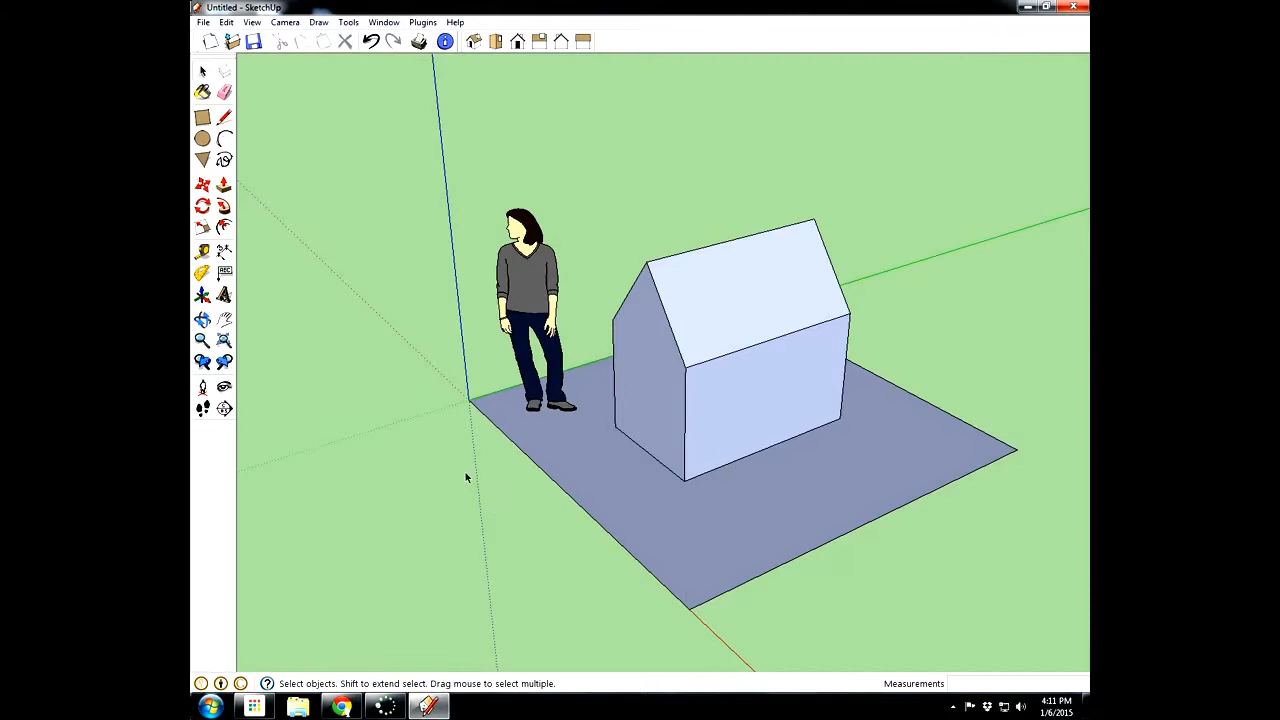 Untitled - SketchUp
File Edit View Camera Draw Tools Window Plugins Help
ABC
Select objects. Shift to extend select. Drag mouse to select multiple.
Measurements
4:11 PM
1/6/2015